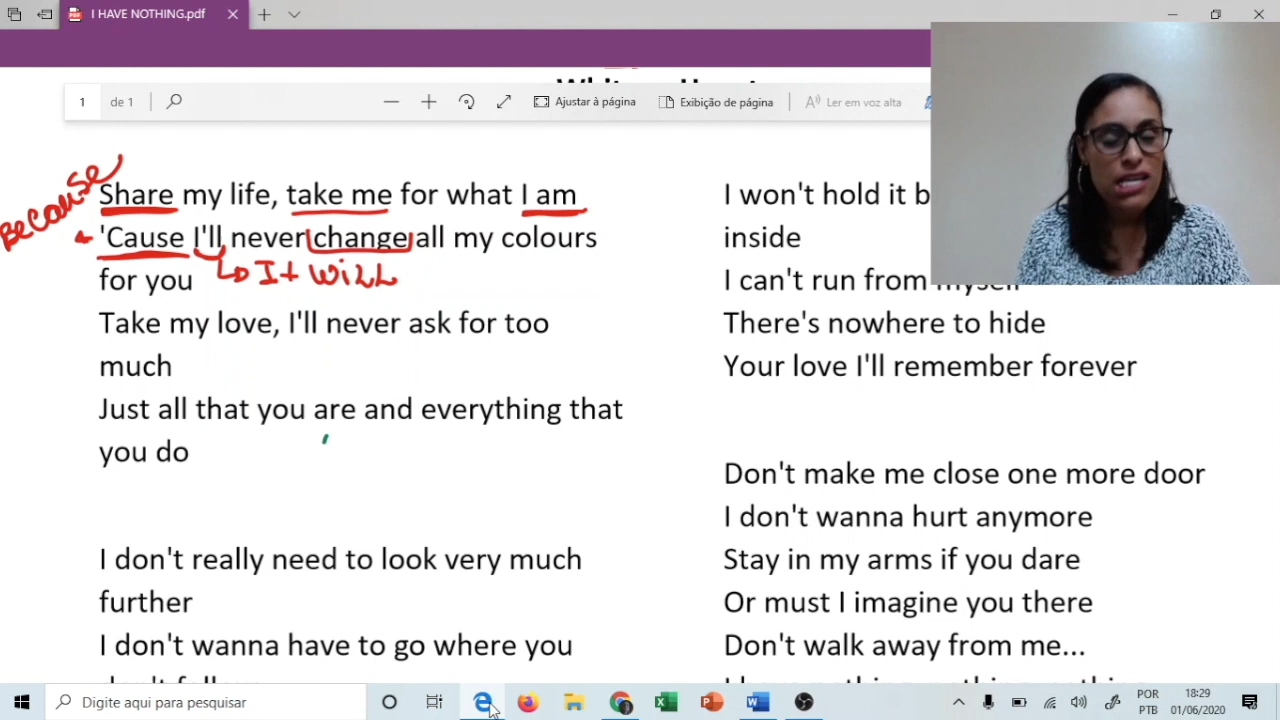 I HAVE NOTHING.pdf
1 de 1
Ajustar à página
Exibição de página
Ler em voz alta
Because
Share my life, take me for what I am
'Cause I'll never change all my colours
for you
I + WILL
Take my love, I'll never ask for too
much
Just all that you are and everything that
you do
I don't really need to look very much
further
I don't wanna have to go where you
I won't hold it
inside
I can't run from myself
There's nowhere to hide
Your love I'll remember forever
Don't make me close one more door
I don't wanna hurt anymore
Stay in my arms if you dare
Or must I imagine you there
Don't walk away from me...
Digite aqui para pesquisar
POR
PTB
18:29
01/06/2020